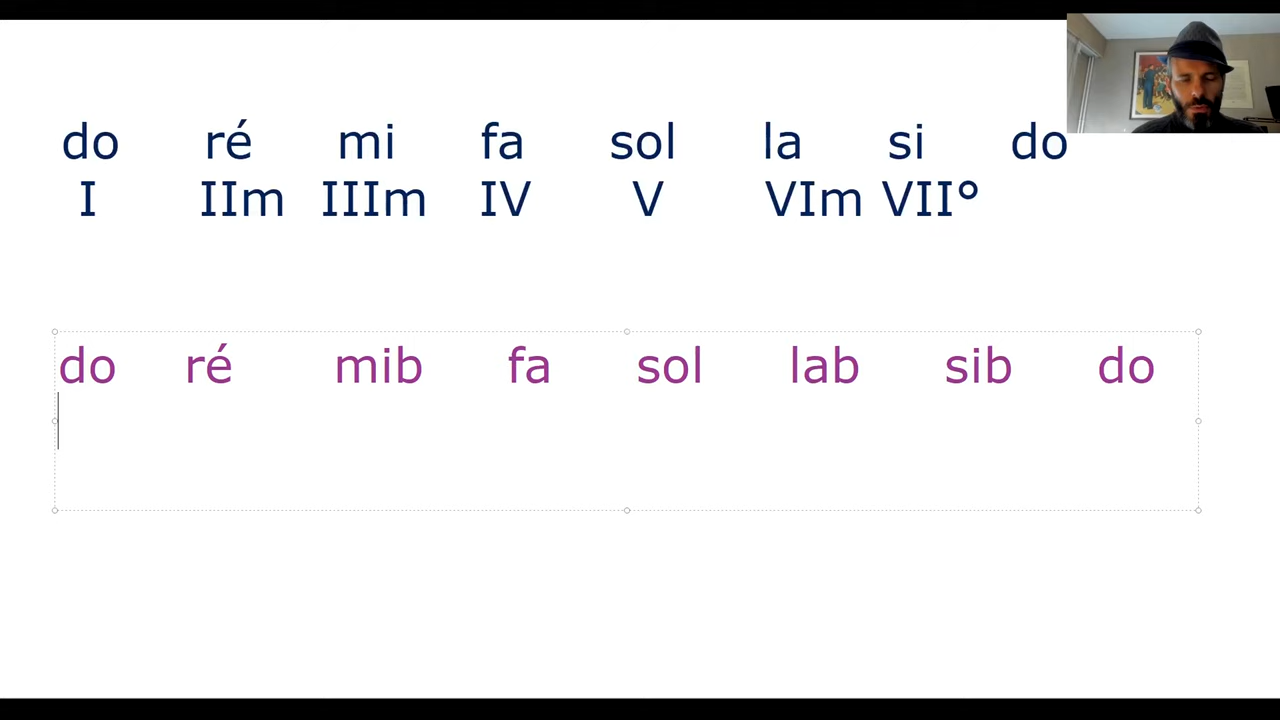 do ré mi fa sol la si do
I IIm IIIm IV V VIm VII°
do ré mib fa sol lab sib do